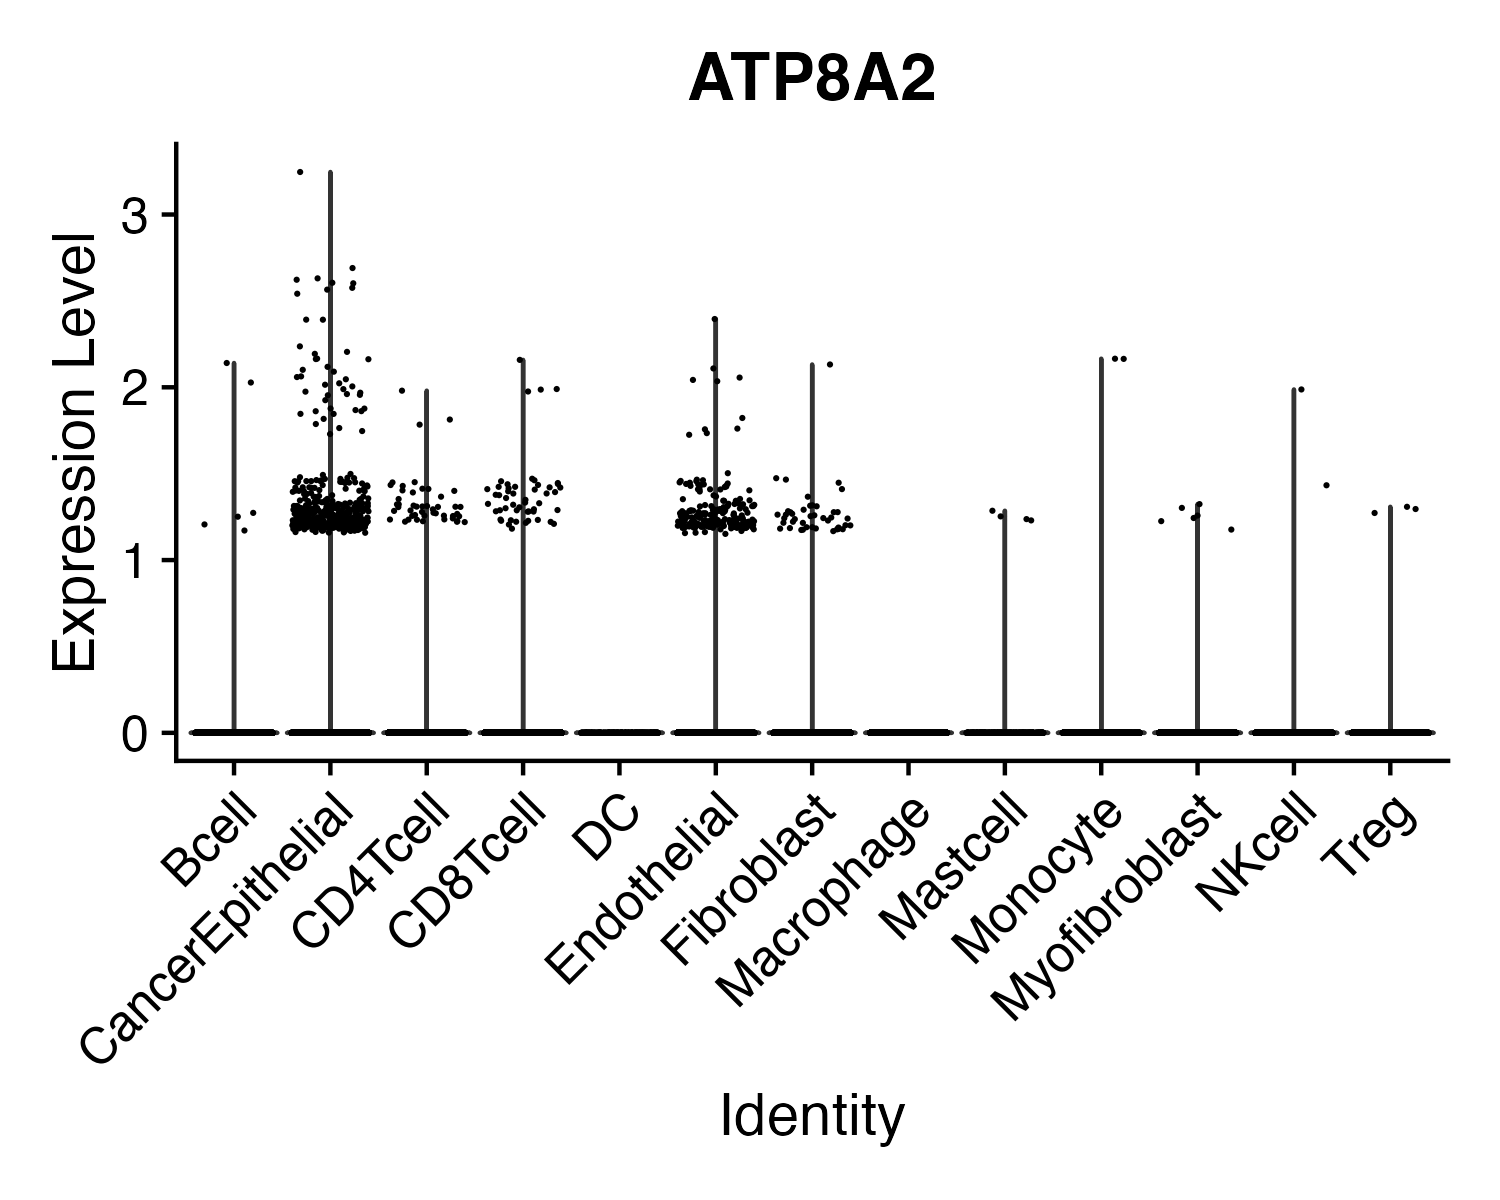 ATP8A2
Expression Level
3
2
1
0
Bcell
CancerEpithelial
CD4Tcell
CD8Tcell
DC
Endothelial
Fibroblast
Macrophage
Mastcell
Monocyte
Myofibroblast
NKcell
Treg
Identity